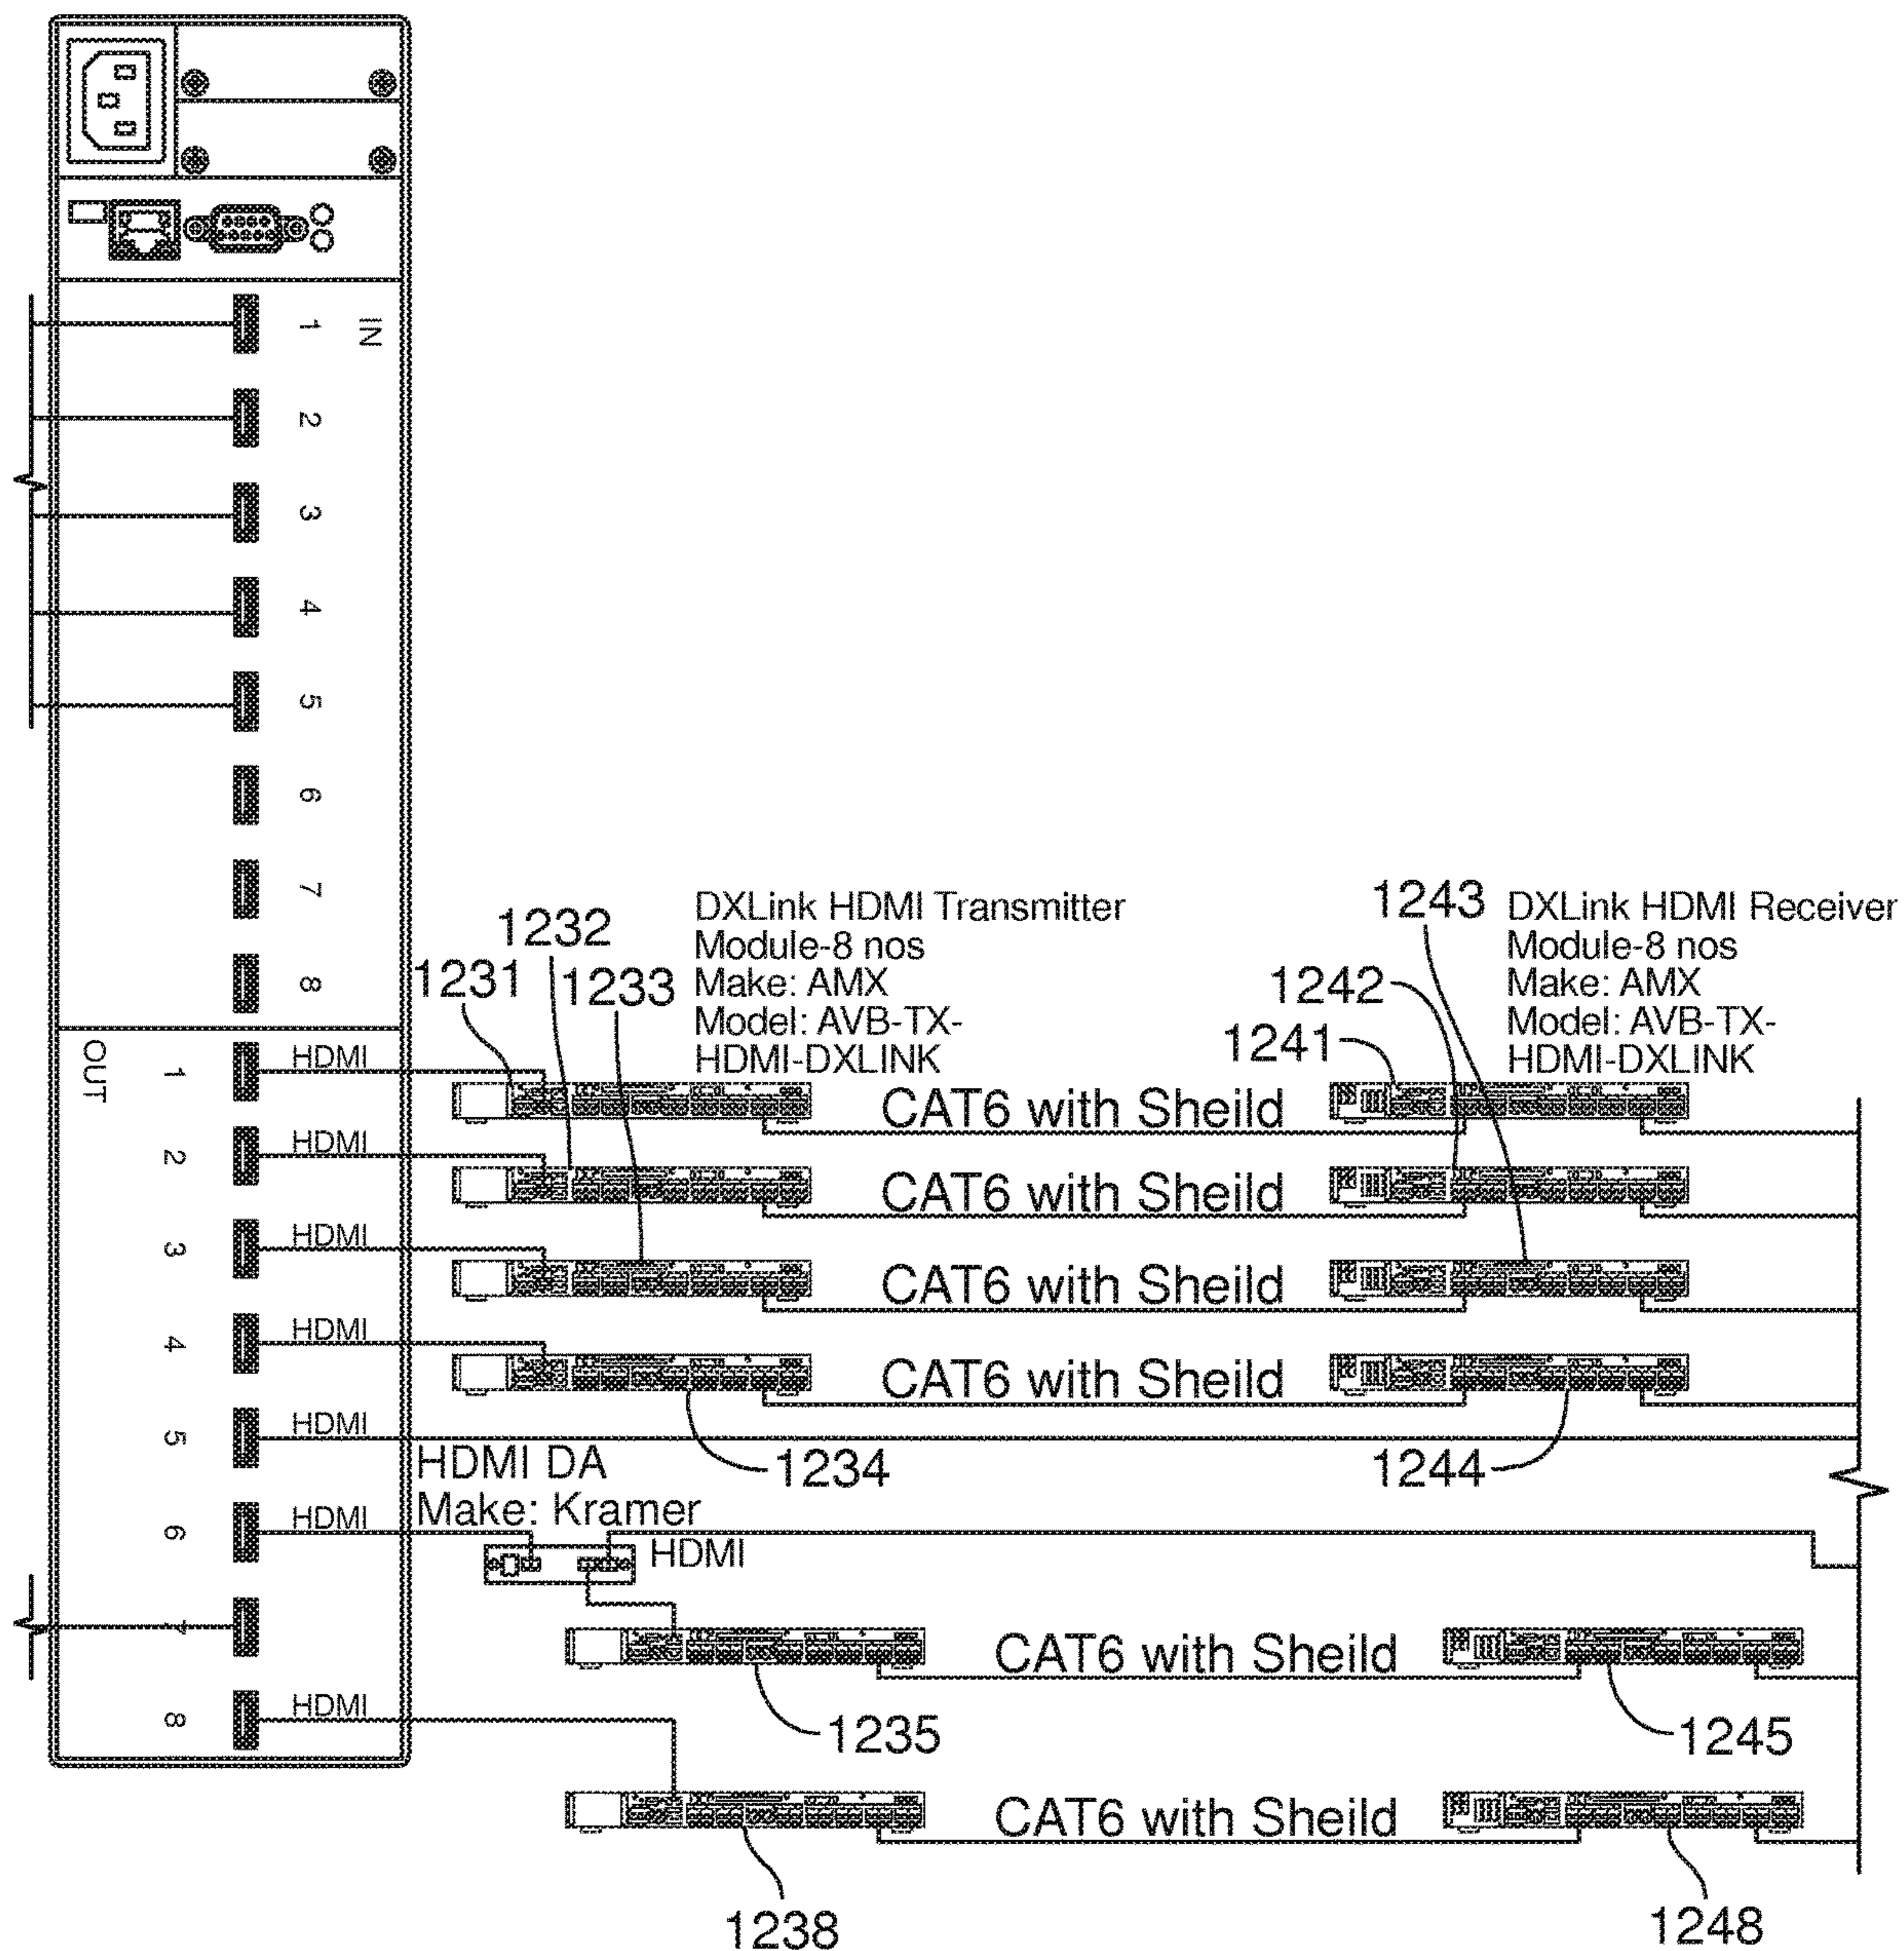 IN
1
2
3
4
5
6
7
8
OUT
1
2
3
4
5
6
7
8
HDMI
HDMI
HDMI
HDMI
HDMI
HDMI
HDMI
1231
1232
1233
DXLink HDMI Transmitter
Module-8 nos
Make: AMX
Model: AVB-TX-
HDMI-DXLINK
1241
1242
1243
DXLink HDMI Receiver
Module-8 nos
Make: AMX
Model: AVB-TX-
HDMI-DXLINK
CAT6 with Sheild
CAT6 with Sheild
CAT6 with Sheild
CAT6 with Sheild
1234
1244
HDMI DA
Make: Kramer
HDMI
CAT6 with Sheild
1235
1245
CAT6 with Sheild
1238
1248